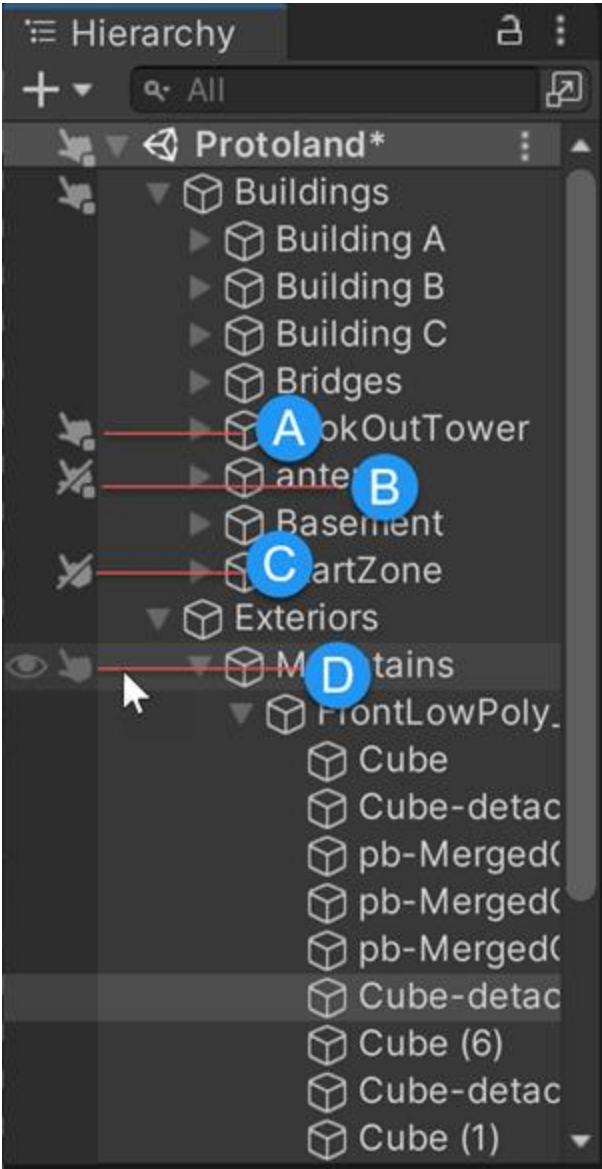 Hierarchy
All
Protoland*
Buildings
Building A
Building B
Building C
Bridges
A okOutTower
ante B
Basement
C artZone
Exteriors
M D tains
FrontLowPoly_
Cube
Cube-detac
pb-Merged
pb-Merged
pb-Merged
Cube-detac
Cube (6)
Cube-detac
Cube (1)